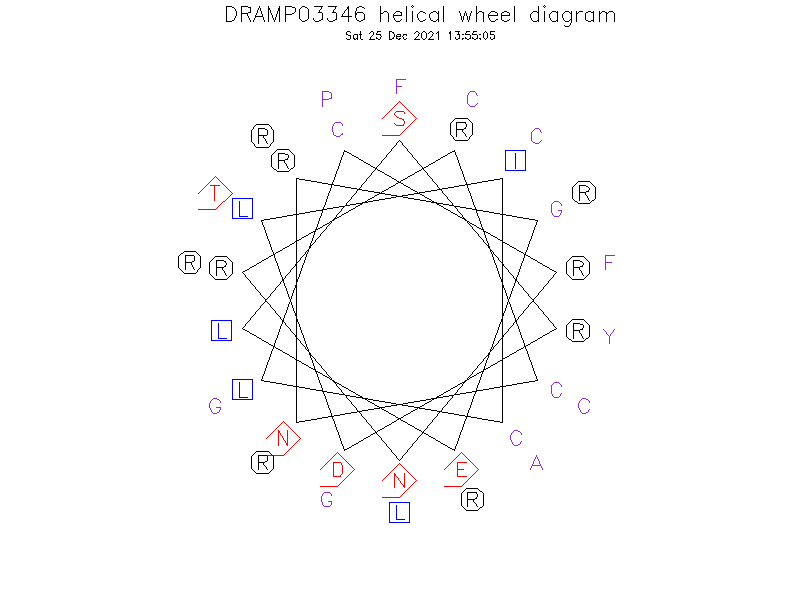 DRAMP03346 helical wheel diagram
Sat 25 Dec 2021 13:55:05
F
P C
S
C R
R C
R I
T L R
G
R R R F
L R Y
L C
G C
N C
R A
D N E
G R
L